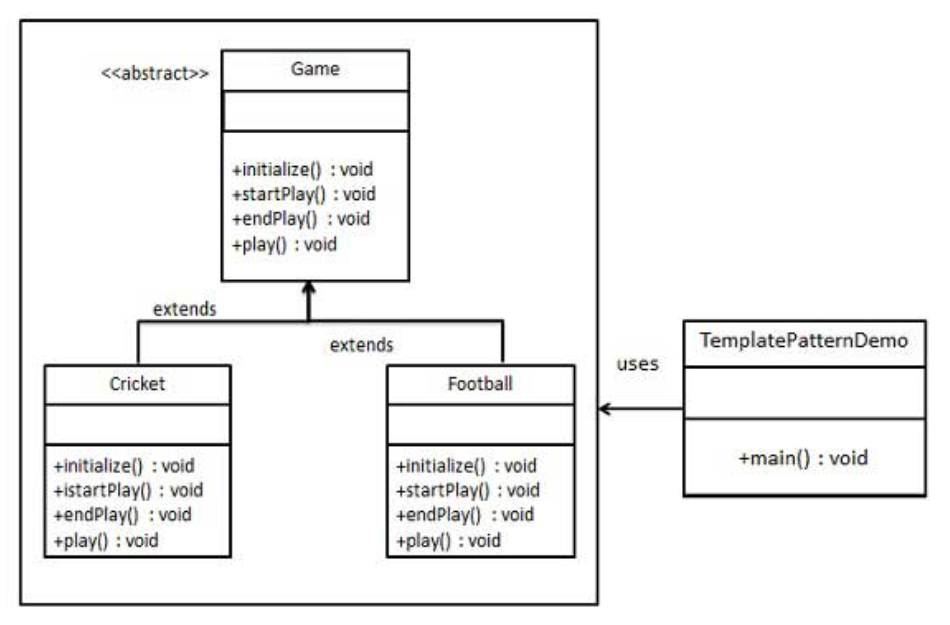 <<abstract>>
Game
+initialize() : void
+startPlay() : void
+endPlay() : void
+play() : void
extends
extends
Cricket
+initialize() : void
+istartPlay() : void
+endPlay() : void
+play() : void
Football
+initialize() : void
+startPlay() : void
+endPlay() : void
+play() : void
uses
TemplatePatternDemo
+main() : void